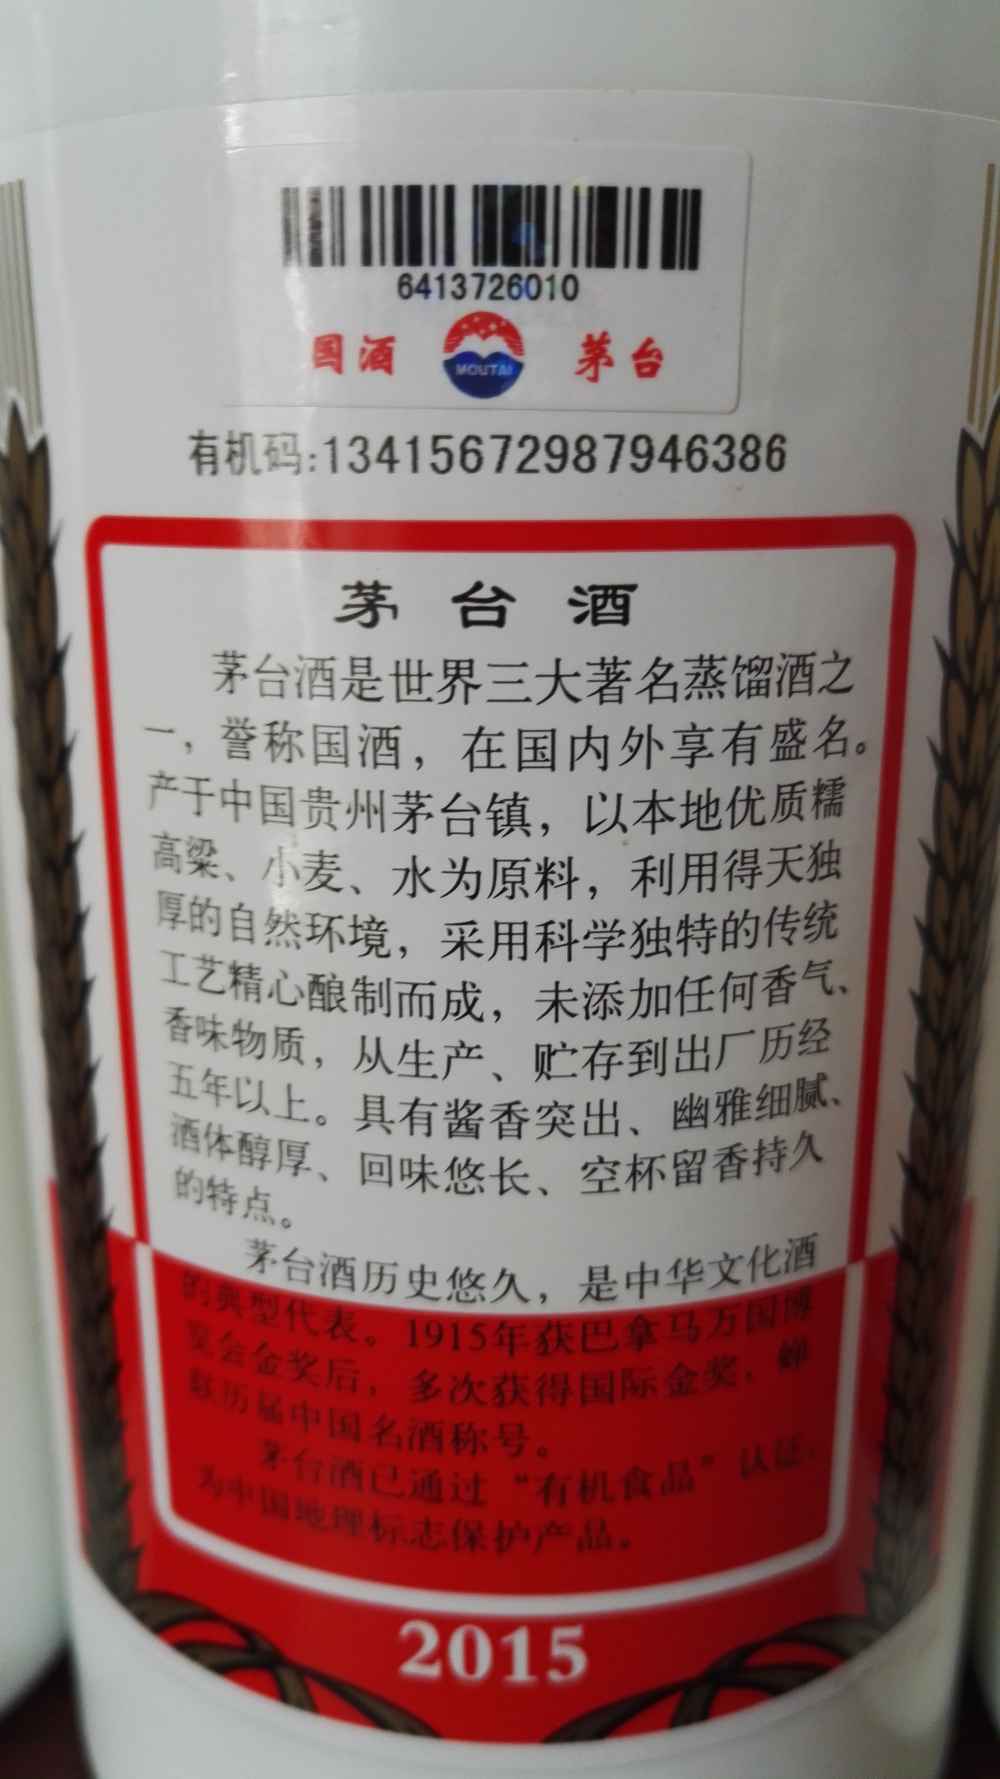 6413726010
国酒 MOUTAI 茅台
有机码:13415672987946386
茅台酒
茅台酒是世界三大著名蒸馏酒之
一，誉称国酒，在国内外享有盛名。
产于中国贵州茅台镇，以本地优质糯
高粱、小麦、水为原料，利用得天独
厚的自然环境，采用科学独特的传统
工艺精心酿制而成，未添加任何香气、
香味物质，从生产、贮存到出厂历经
五年以上。具有酱香突出、幽雅细腻、
酒体醇厚、回味悠长、空杯留香持久
的特点。
茅台酒历史悠久，是中华文化酒
的典型代表。1915年获巴拿马万国博
览会金奖后，多次获得国际金奖，蝉
联历届中国名酒称号。
茅台酒已通过“有机食品”认证，
为中国地理标志保护产品。
2015